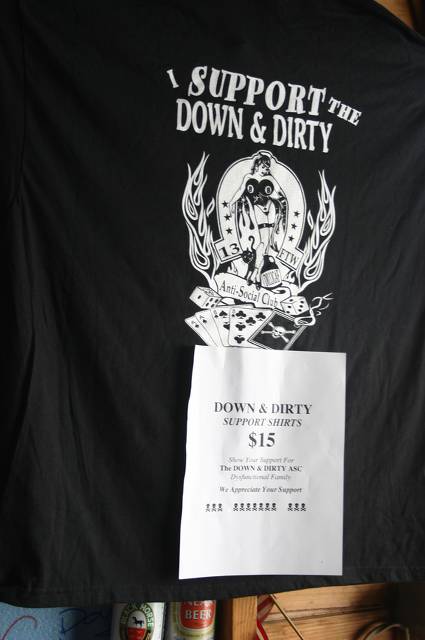 I SUPPORT THE
DOWN & DIRTY
13
FTW
Anti-Social Club
DOWN & DIRTY
SUPPORT SHIRTS
$15
Show Your Support For
The DOWN & DIRTY ASC
Dysfunctional Family
We Appreciate Your Support
BEER